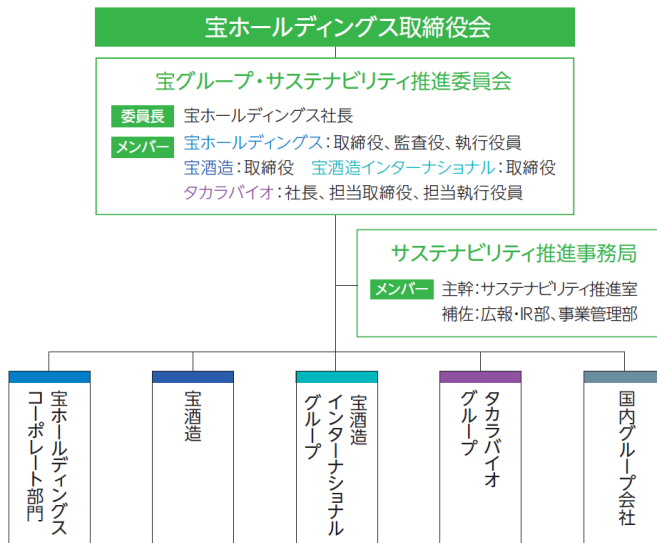 宝ホールディングス取締役会
宝グループ・サステナビリティ推進委員会
委員長 宝ホールディングス社長
メンバー 宝ホールディングス：取締役、監査役、執行役員
宝酒造：取締役 宝酒造インターナショナル：取締役
タカラバイオ：社長、担当取締役、担当執行役員
サステナビリティ推進事務局
メンバー 主幹：サステナビリティ推進室
補佐：広報・IR部、事業管理部
宝ホールディングス
コーポレート部門
宝酒造
宝酒造
インターナショナル
グループ
タカラバイオ
グループ
国内グループ会社